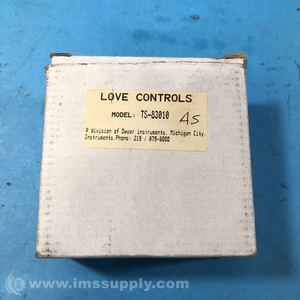 LOVE CONTROLS
MODEL: TS-83010 AS
A division of Dwyer instruments. Michigan City.
Instruments.Phone: 219 / 879-8000
© www.imssupply.com/